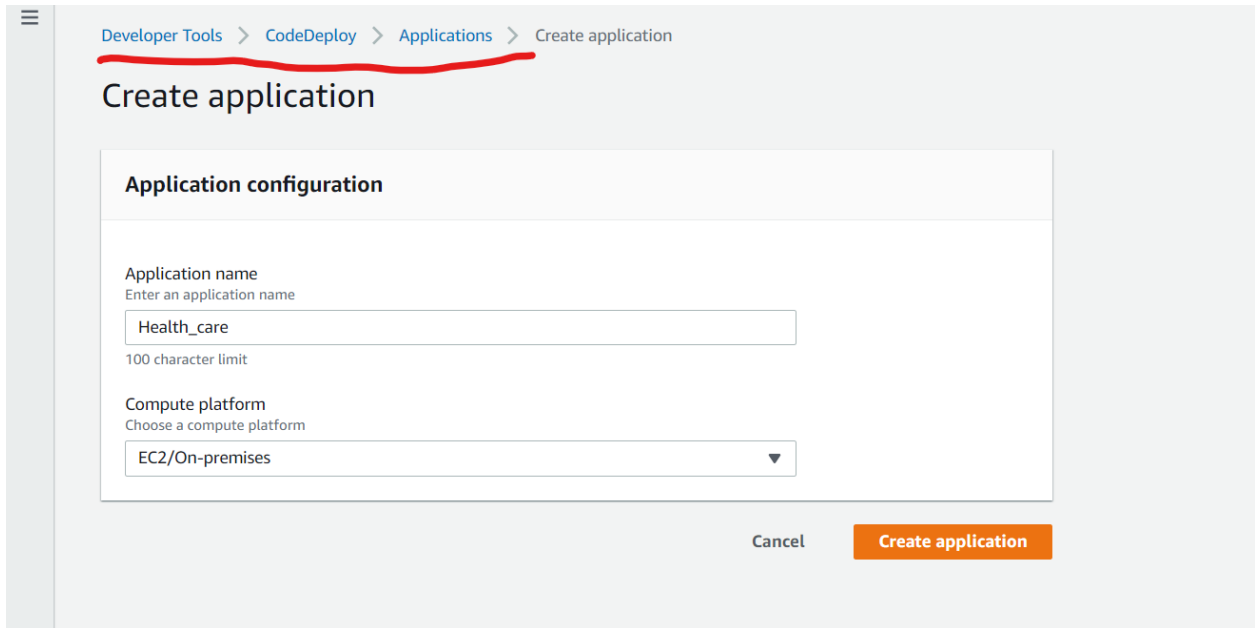 Developer Tools > CodeDeploy > Applications > Create application
Create application
Application configuration
Application name
Enter an application name
Health_care
100 character limit
Compute platform
Choose a compute platform
EC2/On-premises
Cancel Create application